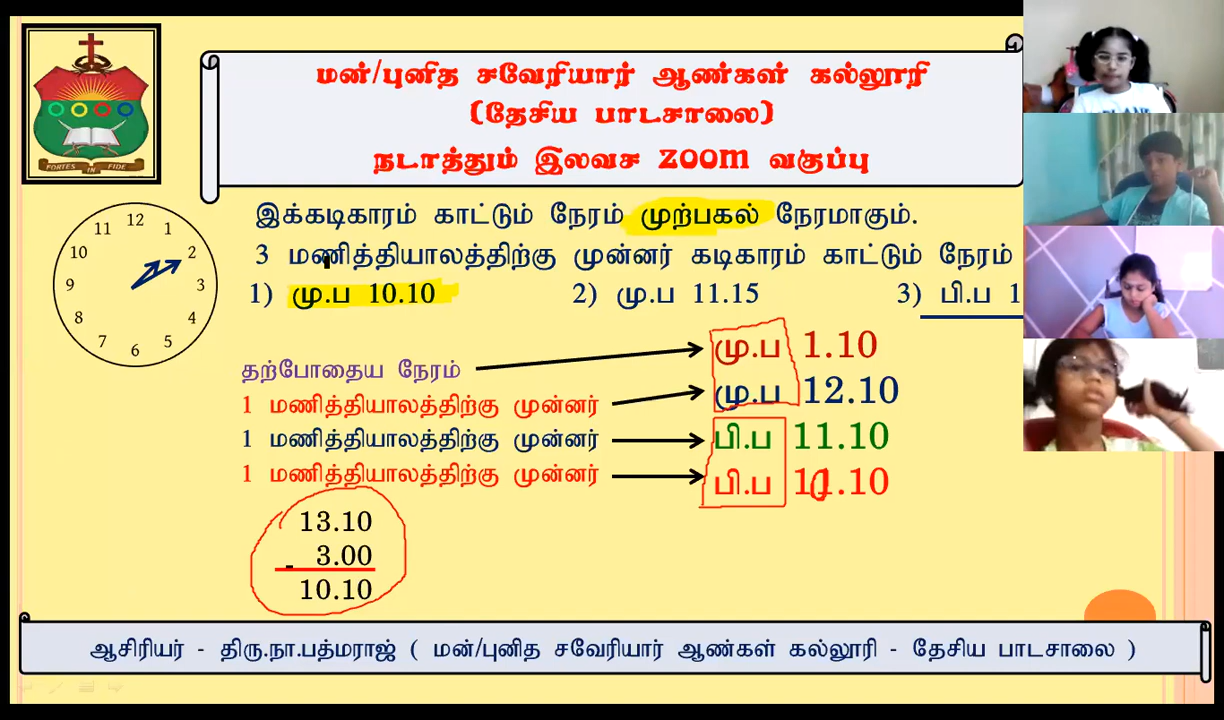 மன்/புனித சவேரியார் ஆண்கள் கல்லூரி
(தேசிய பாடசாலை)
நடாத்தும் இலவச ZOOM வகுப்பு
FORTES IN FIDE
12
11 1
10 2
9 3
8 4
7 5
6
இக்கடிகாரம் காட்டும் நேரம் முற்பகல் நேரமாகும்.
3 மணித்தியாலத்திற்கு முன்னர் கடிகாரம் காட்டும் நேரம்
1) மு.ப 10.10 2) மு.ப 11.15 3) பி.ப 1
தற்போதைய நேரம் மு.ப 1.10
1 மணித்தியாலத்திற்கு முன்னர் மு.ப 12.10
1 மணித்தியாலத்திற்கு முன்னர் பி.ப 11.10
1 மணித்தியாலத்திற்கு முன்னர் பி.ப 10.10
13.10
- 3.00
10.10
ஆசிரியர் - திரு.நா.பத்மராஜ் ( மன்/புனித சவேரியார் ஆண்கள் கல்லூரி - தேசிய பாடசாலை )